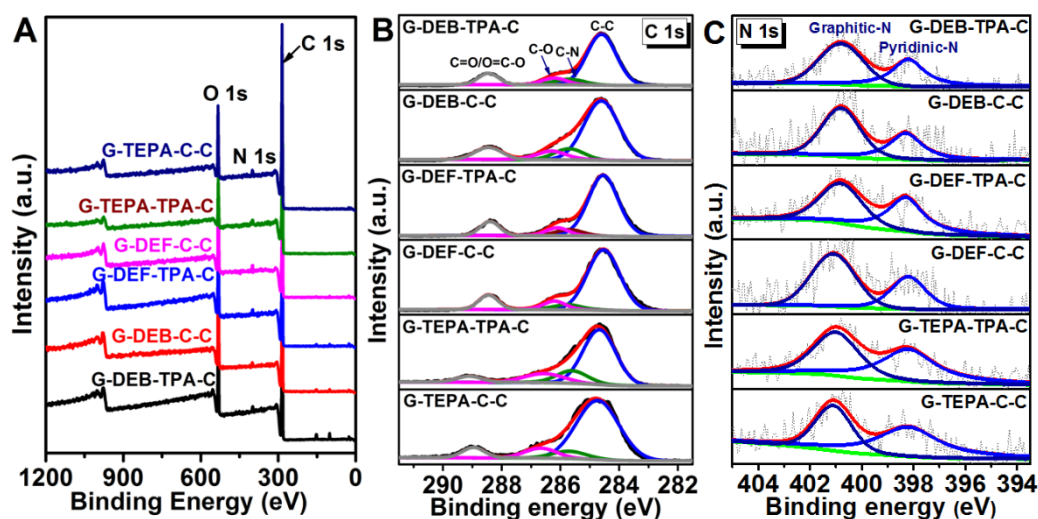 A
C 1s
O 1s
N 1s
G-TEPA-C-C
G-TEPA-TPA-C
G-DEF-C-C
G-DEF-TPA-C
G-DEB-C-C
G-DEB-TPA-C
Intensity (a.u.)
1200 900 600 300 0
Binding Energy (eV)
B
G-DEB-TPA-C
C-C
C 1s
C=O/O=C-O
C-O
C-N
G-DEB-C-C
G-DEF-TPA-C
G-DEF-C-C
G-TEPA-TPA-C
G-TEPA-C-C
Intensity (a.u.)
290 288 286 284 282
Binding energy (eV)
C
N 1s
Graphitic-N
G-DEB-TPA-C
Pyridinic-N
G-DEB-C-C
G-DEF-TPA-C
G-DEF-C-C
G-TEPA-TPA-C
G-TEPA-C-C
Intensity (a.u.)
404 402 400 398 396 394
Binding energy (eV)